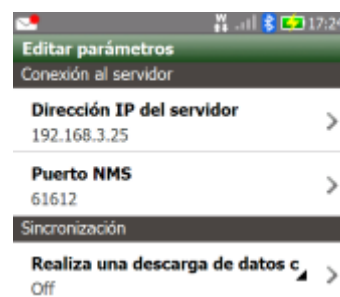 17:24
Editar parámetros
Conexión al servidor
Dirección IP del servidor
192.168.3.25
Puerto NMS
61612
Sincronización
Realiza una descarga de datos c
Off